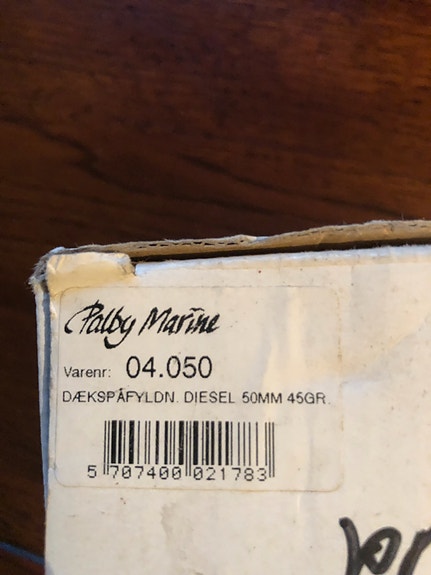 Palby Marine
Varenr: 04.050
DÆKSPÅFYLDN. DIESEL 50MM 45GR.
5 707400 021783